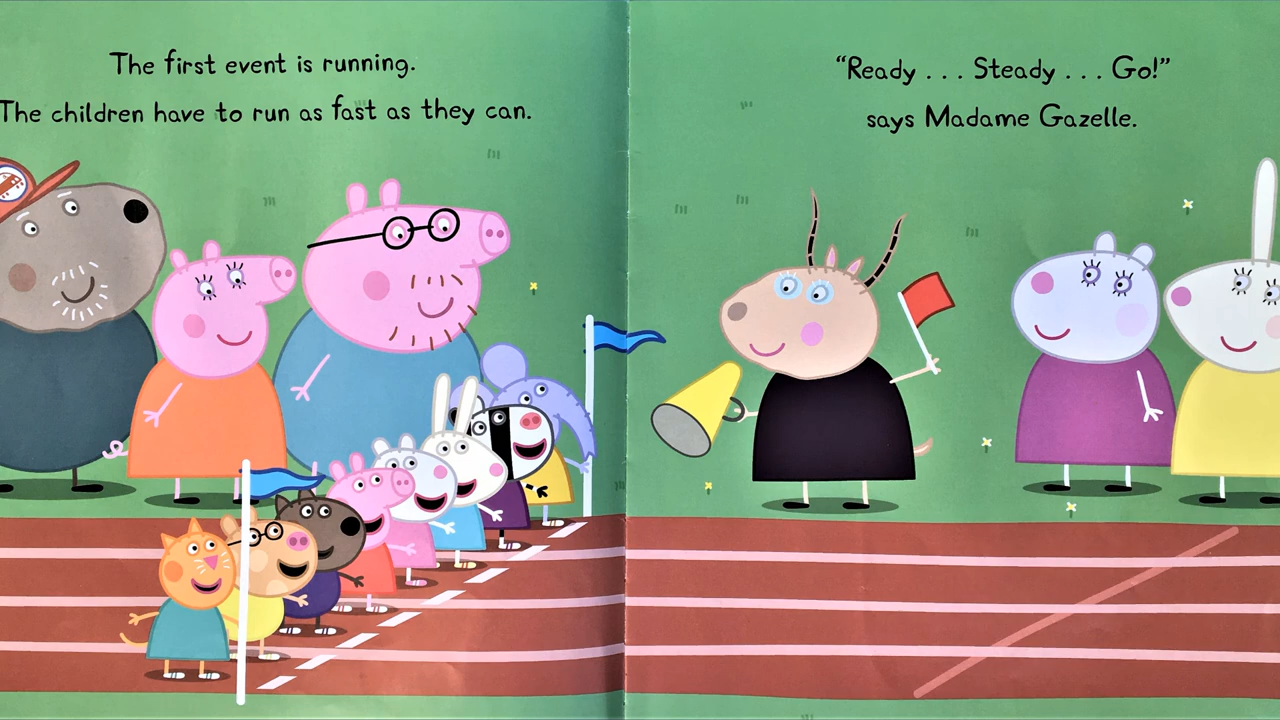 The first event is running.
The children have to run as fast as they can.
“Ready . . . Steady . . . Go!”
says Madame Gazelle.